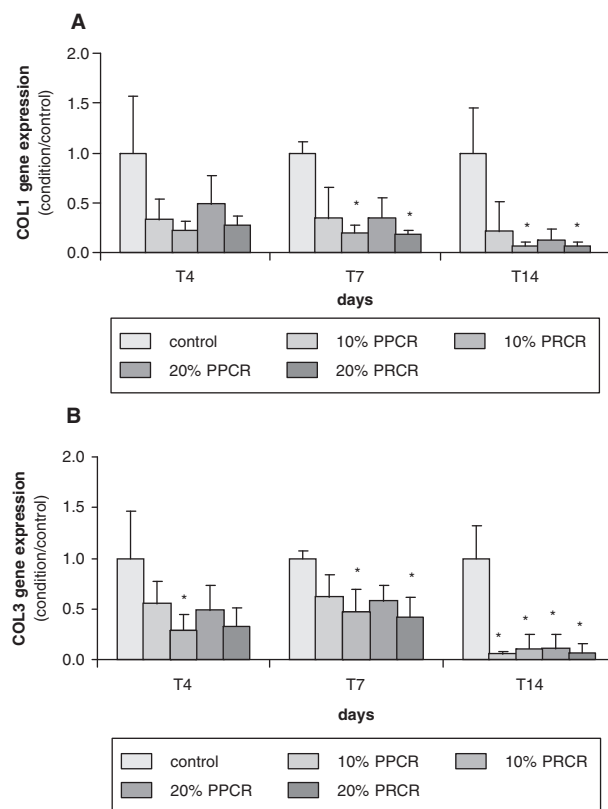 A
COL1 gene expression
(condition/control)
2.0
1.5
1.0
0.5
0.0
*
*
*
*
T4
T7
T14
days
control
10% PPCR
10% PRCR
20% PPCR
20% PRCR
B
COL3 gene expression
(condition/control)
2.0
1.5
1.0
0.5
0.0
*
*
*
*
*
*
*
T4
T7
T14
days
control
10% PPCR
10% PRCR
20% PPCR
20% PRCR